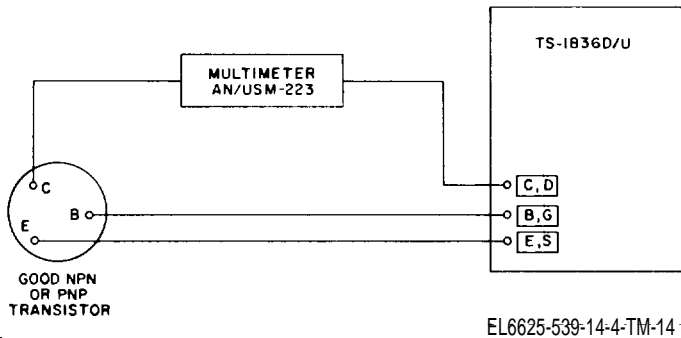 TS-1836D/U
MULTIMETER
AN/USM-223
C
C,D
B
B,G
E
E,S
GOOD NPN
OR PNP
TRANSISTOR
EL6625-539-14-4-TM-14